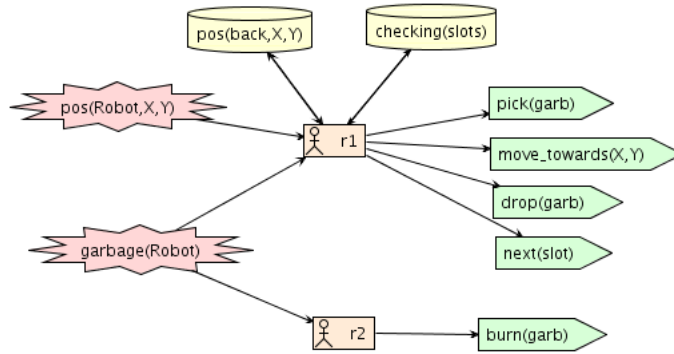 pos(back,X,Y)
checking(slots)
pos(Robot,X,Y)
pick(garb)
r1
move_towards(X,Y)
drop(garb)
garbage(Robot)
next(slot)
r2
burn(garb)